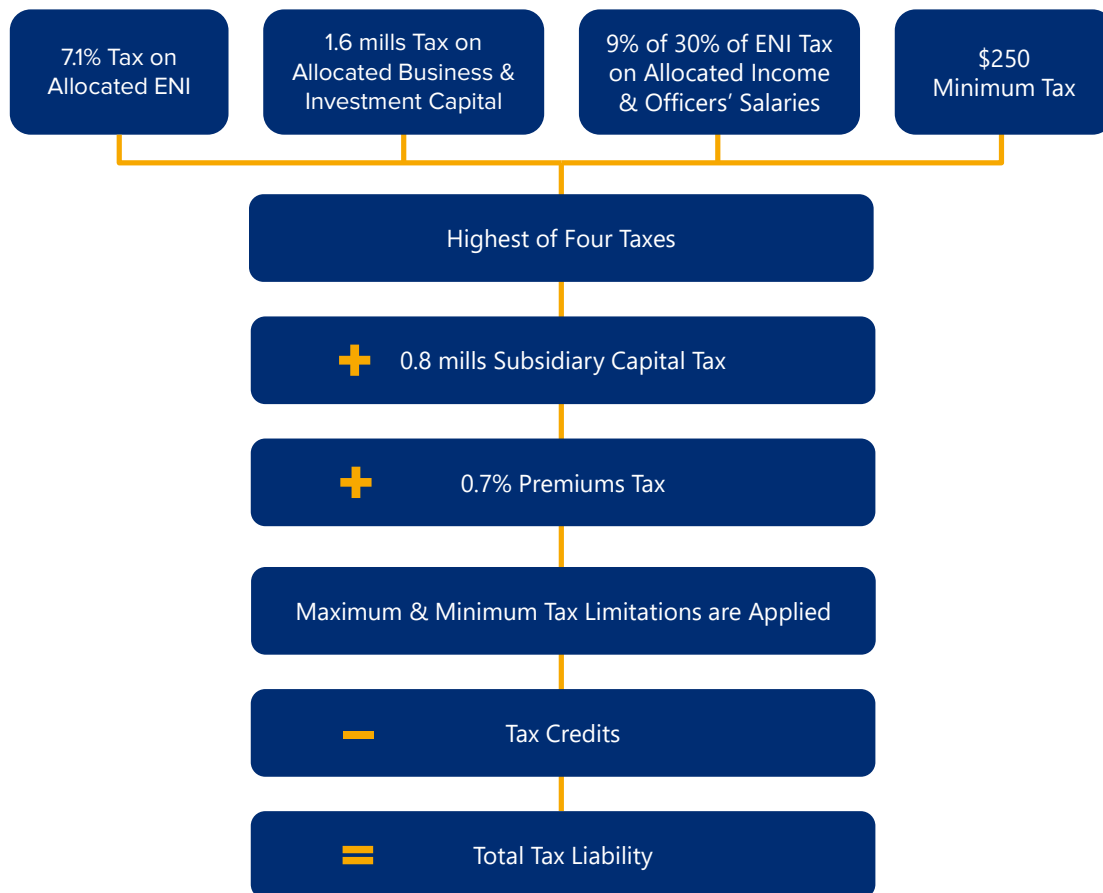 7.1% Tax on
Allocated ENI
1.6 mills Tax on
Allocated Business &
Investment Capital
9% of 30% of ENI Tax
on Allocated Income
& Officers’ Salaries
$250
Minimum Tax
Highest of Four Taxes
+ 0.8 mills Subsidiary Capital Tax
+ 0.7% Premiums Tax
Maximum & Minimum Tax Limitations are Applied
– Tax Credits
= Total Tax Liability